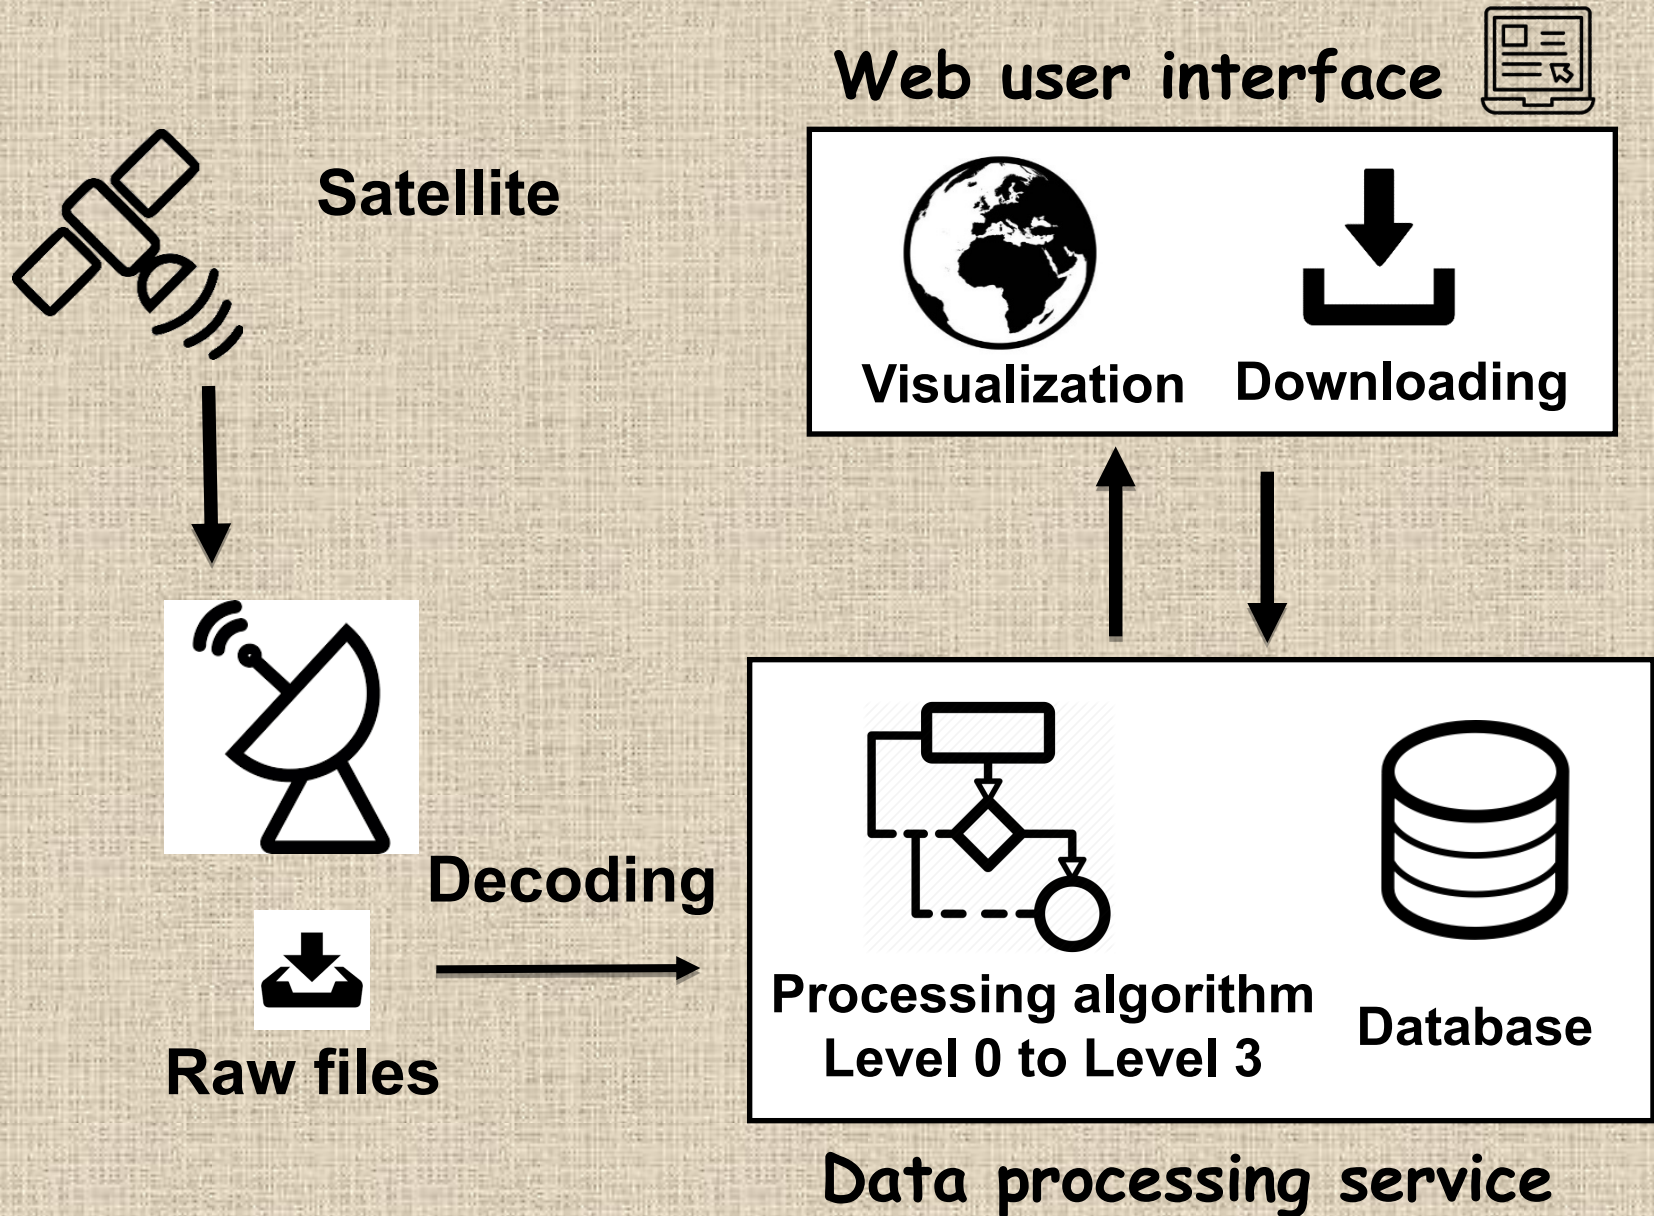 Web user interface
Satellite
Visualization
Downloading
Decoding
Raw files
Processing algorithm
Level 0 to Level 3
Database
Data processing service